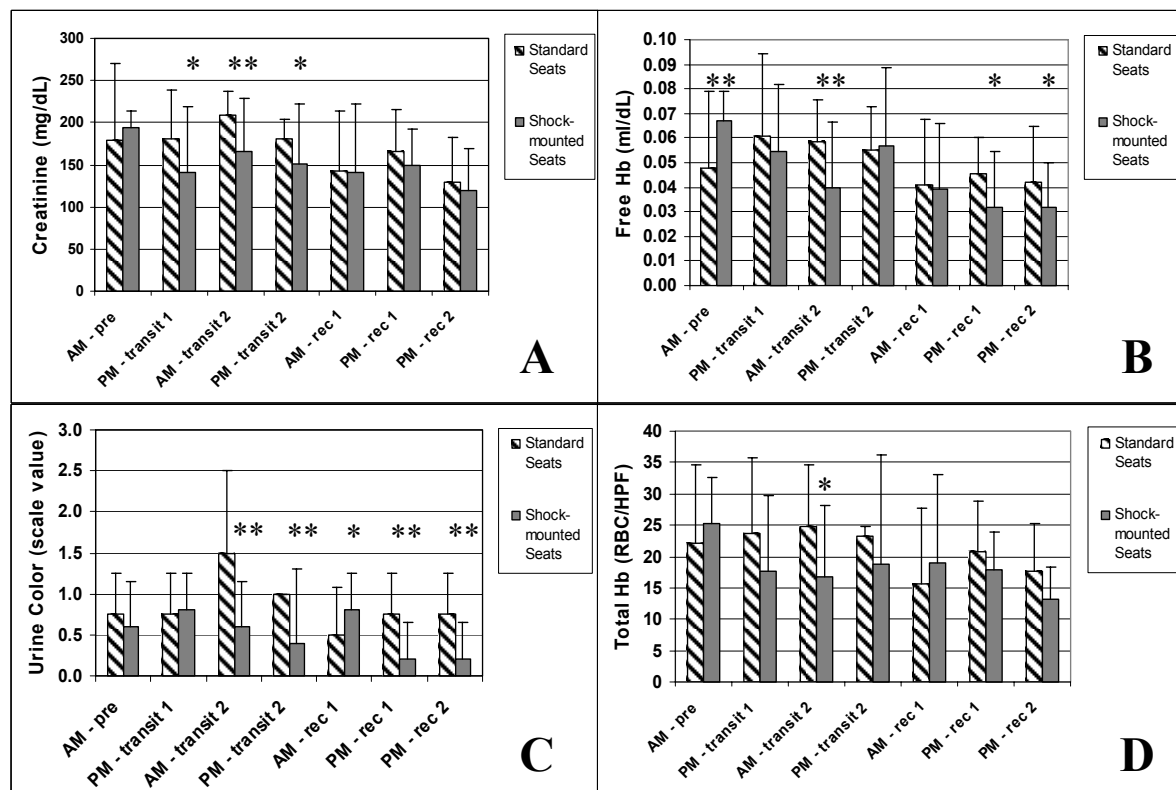 300
250
200
150
100
50
0
Creatinine (mg/dL)
* ** *
AM - pre
PM - transit 1
AM - transit 2
PM - transit 2
AM - rec 1
PM - rec 1
PM - rec 2
Standard
Seats
Shock-
mounted
Seats
A
0.10
0.09
0.08
0.07
0.06
0.05
0.04
0.03
0.02
0.01
0.00
Free Hb (ml/dL)
** ** * *
AM - pre
PM - transit 1
AM - transit 2
PM - transit 2
AM - rec 1
PM - rec 1
PM - rec 2
Standard
Seats
Shock-
mounted
Seats
B
3.0
2.5
2.0
1.5
1.0
0.5
0.0
Urine Color (scale value)
** ** * ** **
AM - pre
PM - transit 1
AM - transit 2
PM - transit 2
AM - rec 1
PM - rec 1
PM - rec 2
Standard
Seats
Shock-
mounted
Seats
C
40
35
30
25
20
15
10
5
0
Total Hb (RBC/HPF)
*
AM - pre
PM - transit 1
AM - transit 2
PM - transit 2
AM - rec 1
PM - rec 1
PM - rec 2
Standard
Seats
Shock-
mounted
Seats
D